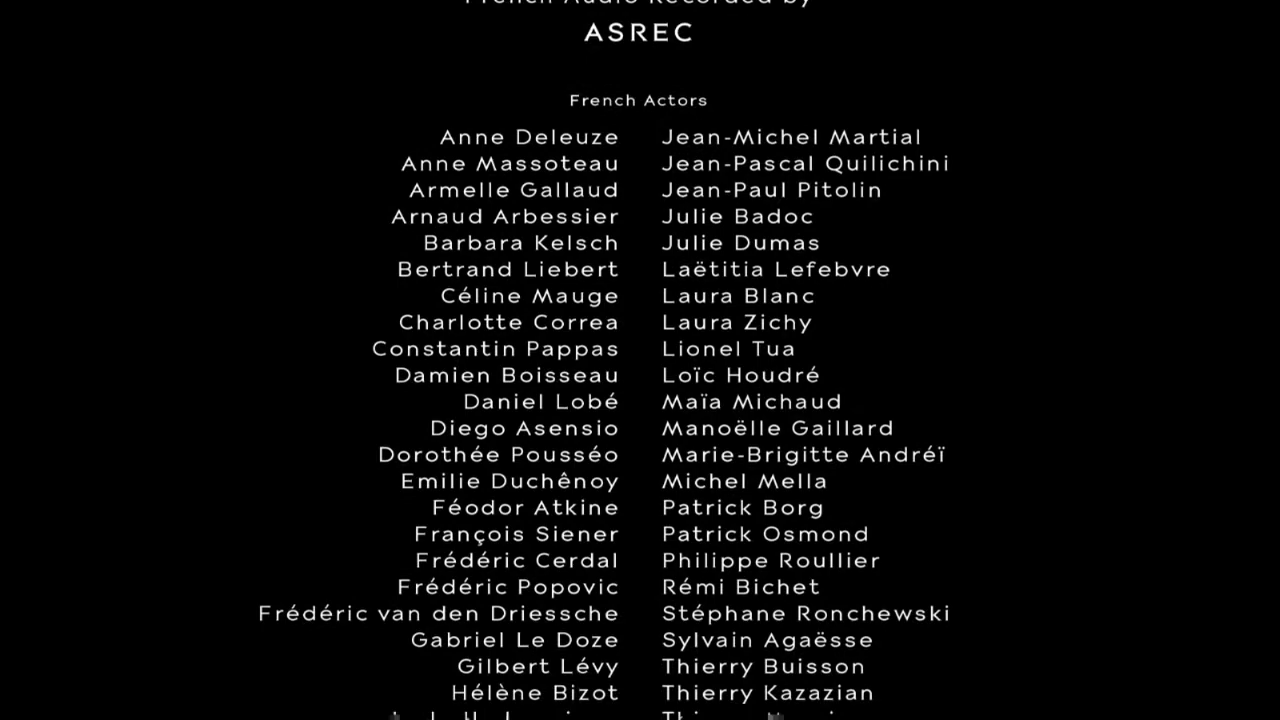 French Audio Recorded by
ASREC
French Actors
Anne Deleuze Jean-Michel Martial
Anne Massoteau Jean-Pascal Quilichini
Armelle Gallaud Jean-Paul Pitolin
Arnaud Arbessier Julie Badoc
Barbara Kelsch Julie Dumas
Bertrand Liebert Laëtitia Lefebvre
Céline Mauge Laura Blanc
Charlotte Correa Laura Zichy
Constantin Pappas Lionel Tua
Damien Boisseau Loïc Houdré
Daniel Lobé Maïa Michaud
Diego Asensio Manoëlle Gaillard
Dorothée Pousséo Marie-Brigitte Andréï
Emilie Duchênoy Michel Mella
Féodor Atkine Patrick Borg
François Siener Patrick Osmond
Frédéric Cerdal Philippe Roullier
Frédéric Popovic Rémi Bichet
Frédéric van den Driessche Stéphane Ronchewski
Gabriel Le Doze Sylvain Agaësse
Gilbert Lévy Thierry Buisson
Hélène Bizot Thierry Kazazian